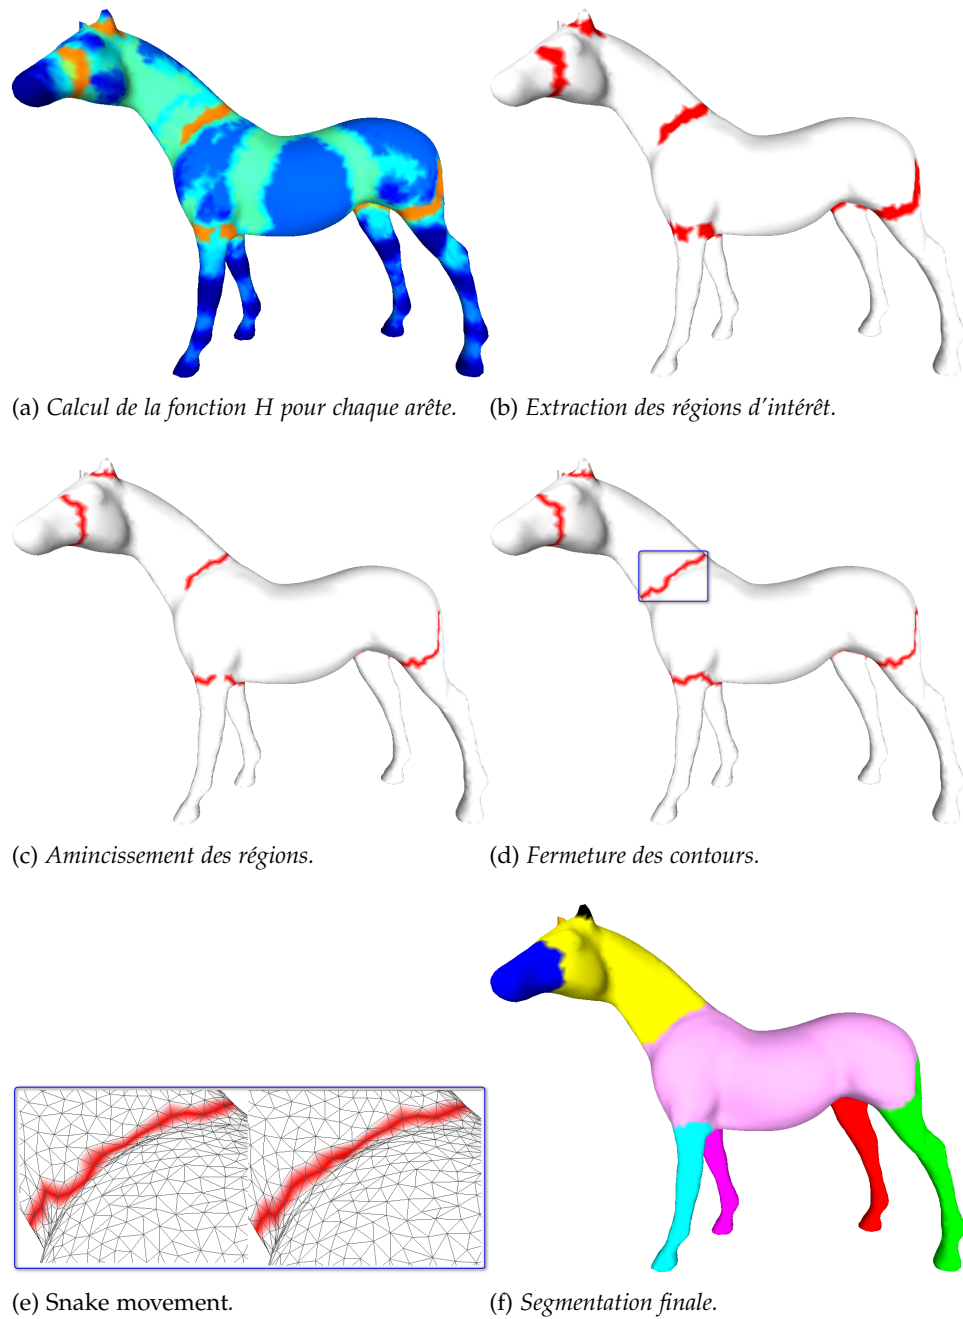 (a) Calcul de la fonction H pour chaque arête.
(b) Extraction des régions d'intérêt.
(c) Amincissement des régions.
(d) Fermeture des contours.
(e) Snake movement.
(f) Segmentation finale.